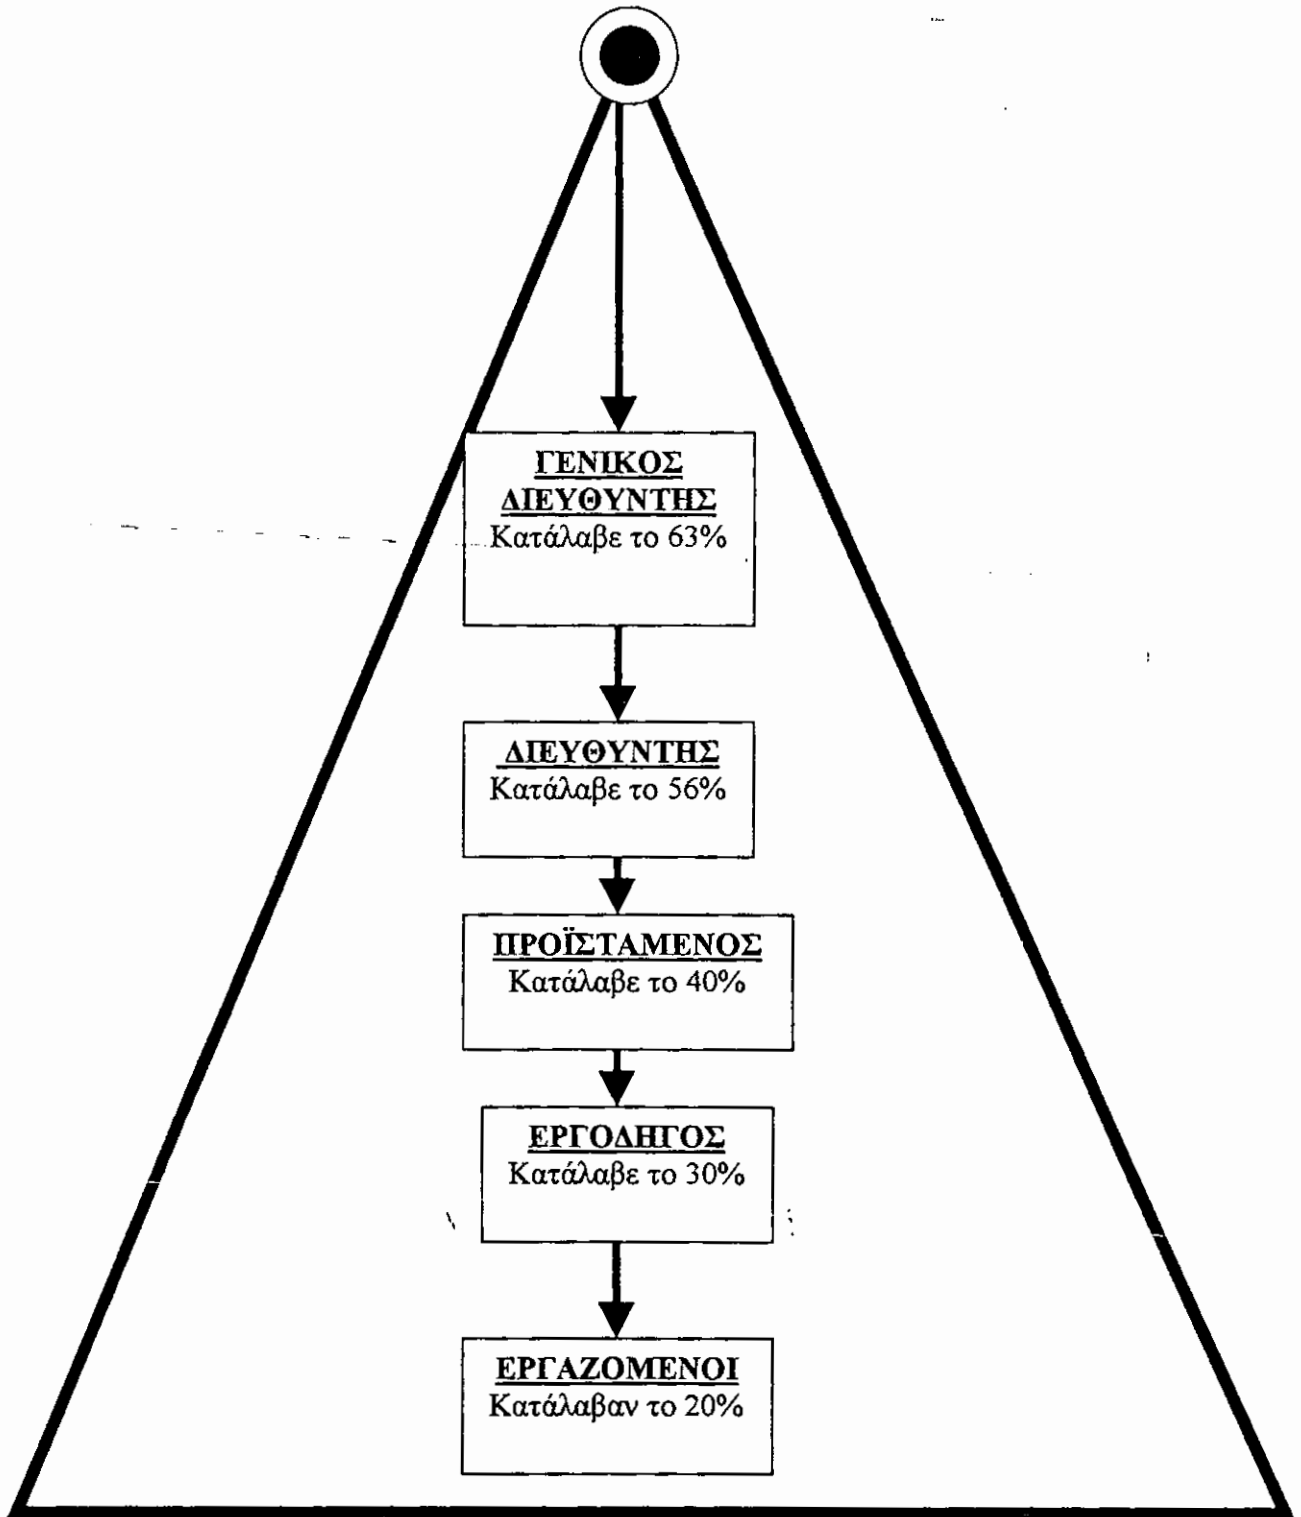 ΓΕΝΙΚΟΣ
ΔΙΕΥΘΥΝΤΗΣ
Κατάλαβε το 63%
ΔΙΕΥΘΥΝΤΗΣ
Κατάλαβε το 56%
ΠΡΟΪΣΤΑΜΕΝΟΣ
Κατάλαβε το 40%
ΕΡΓΟΔΗΓΟΣ
Κατάλαβε το 30%
ΕΡΓΑΖΟΜΕΝΟΙ
Κατάλαβαν το 20%